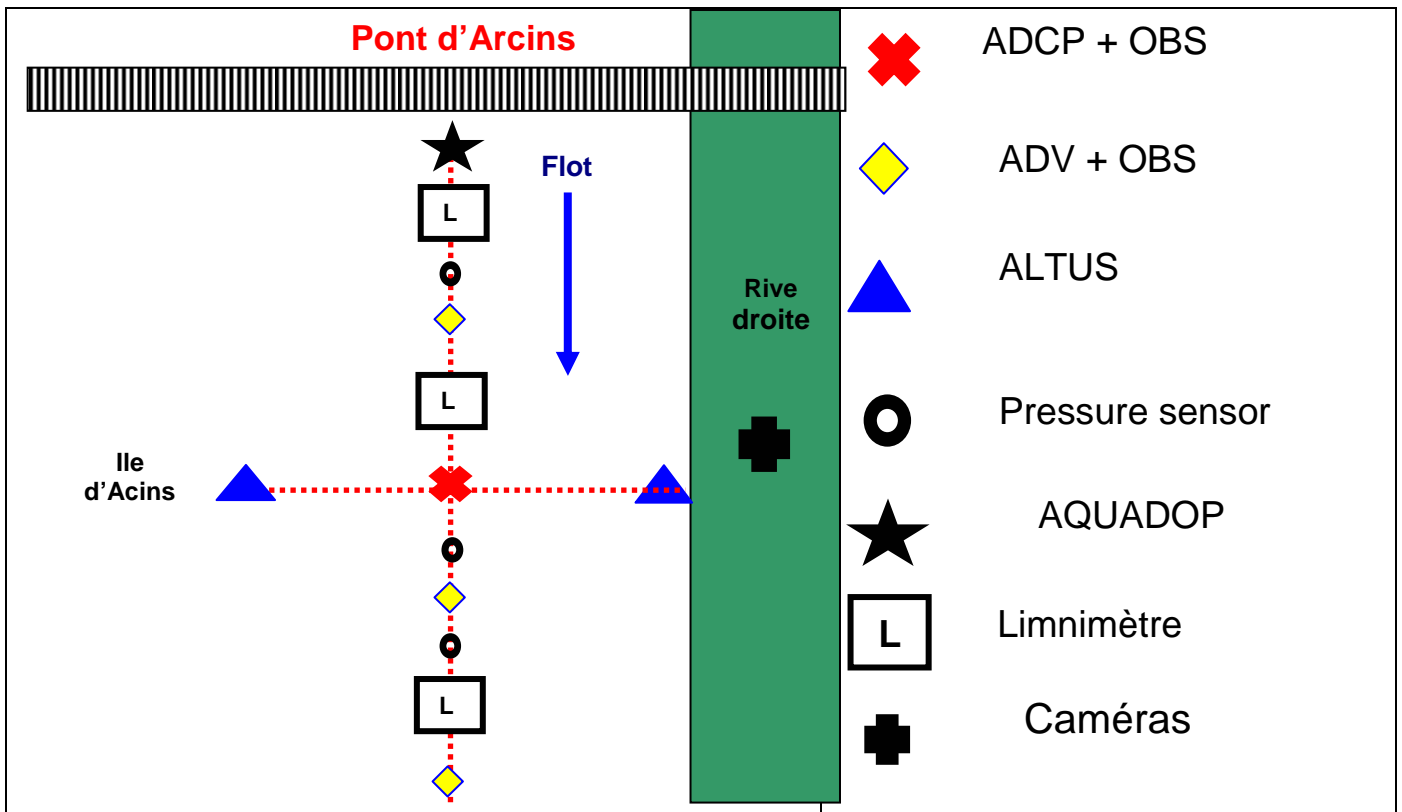 Pont d'Arcins
Flot
L
L
Rive
droite
Ile
d'Acins
L
ADCP + OBS
ADV + OBS
ALTUS
Pressure sensor
AQUADOP
L
Limnimètre
Caméras